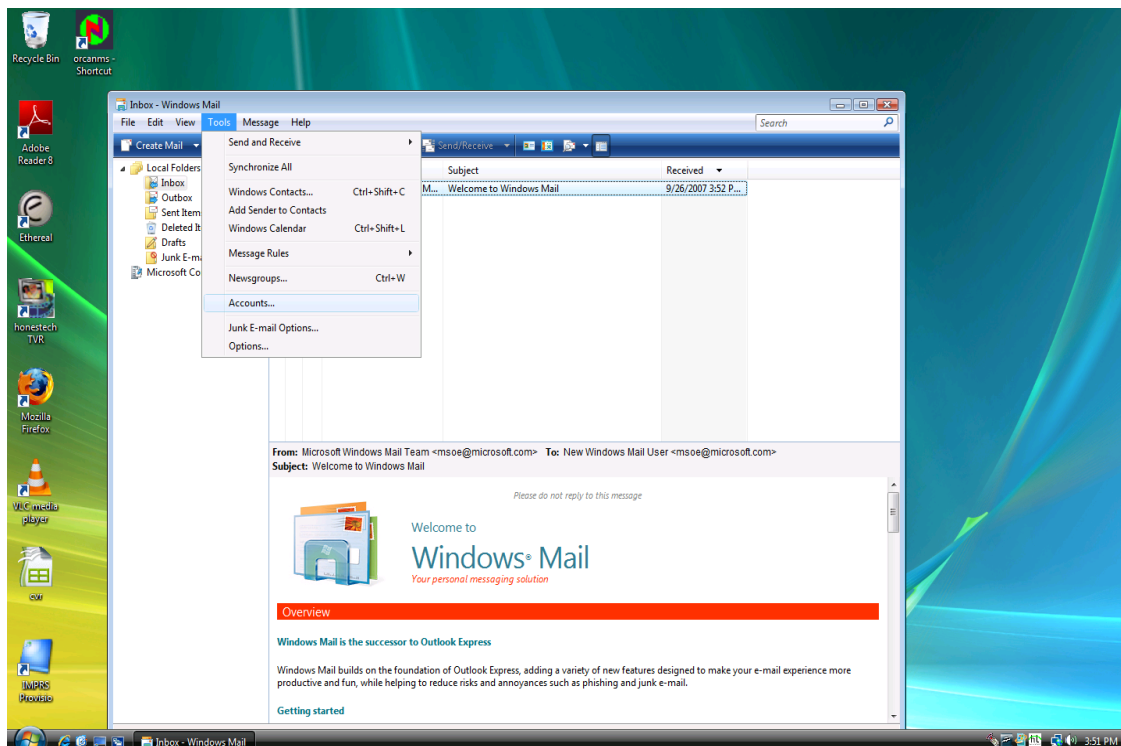 Recycle Bin
orcanms -
Shortcut
Adobe
Reader 8
Ethereal
honestech
TVR
Mozilla
Firefox
VLC media
player
cvr
IMPRS
Provisio
Inbox - Windows Mail
File Edit View Tools Message Help
Search
Create Mail
Send/Receive
Local Folders
Inbox
Outbox
Sent Item
Deleted It
Drafts
Junk E-ma
Microsoft Co
Send and Receive
Synchronize All
Windows Contacts... Ctrl+Shift+C
Add Sender to Contacts
Windows Calendar Ctrl+Shift+L
Message Rules
Newsgroups... Ctrl+W
Accounts...
Junk E-mail Options...
Options...
Subject Received
M... Welcome to Windows Mail 9/26/2007 3:52 P...
From: Microsoft Windows Mail Team <msoe@microsoft.com> To: New Windows Mail User <msoe@microsoft.com>
Subject: Welcome to Windows Mail
Please do not reply to this message
Welcome to
Windows® Mail
Your personal messaging solution
Overview
Windows Mail is the successor to Outlook Express
Windows Mail builds on the foundation of Outlook Express, adding a variety of new features designed to make your e-mail experience more
productive and fun, while helping to reduce risks and annoyances such as phishing and junk e-mail.
Getting started
Inbox - Windows Mail
ht
3:51 PM